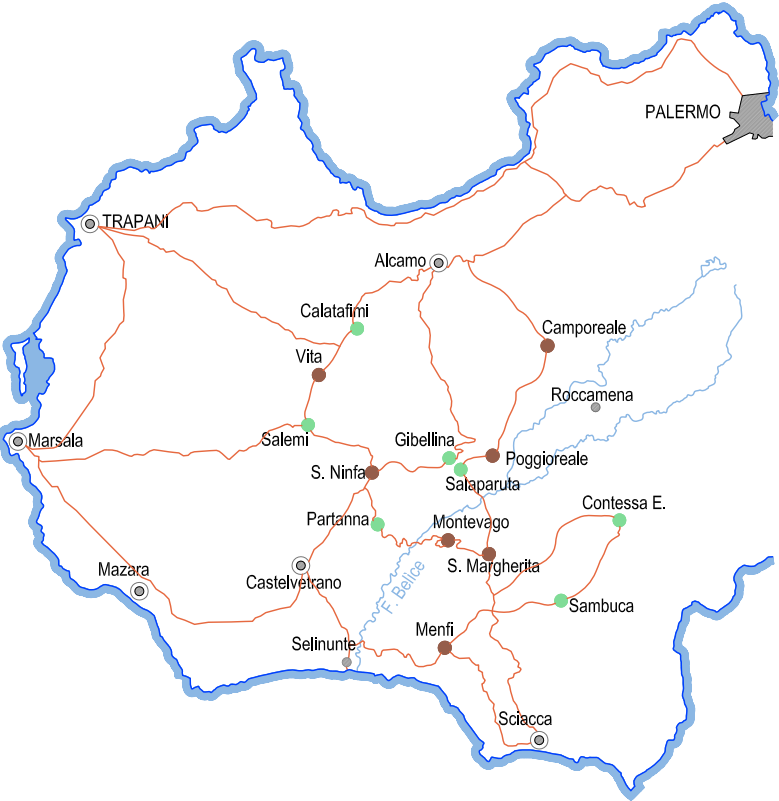 PALERMO
TRAPANI
Alcamo
Calatafimi
Camporeale
Vita
Roccamena
Marsala
Salemi
Gibellina
Poggioreale
S. Ninfa
Salaparuta
Contessa E.
Partanna
Montevago
S. Margherita
Mazara
Castelvetrano
F. Belice
Sambuca
Menfi
Selinunte
Sciacca